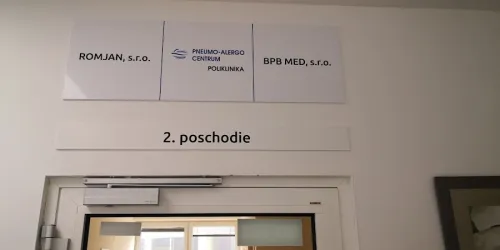 ROMJAN, s.r.o.
PNEUMO-ALERGO
CENTRUM
POLIKLINIKA
BPB MED, s.r.o.
2. poschodie